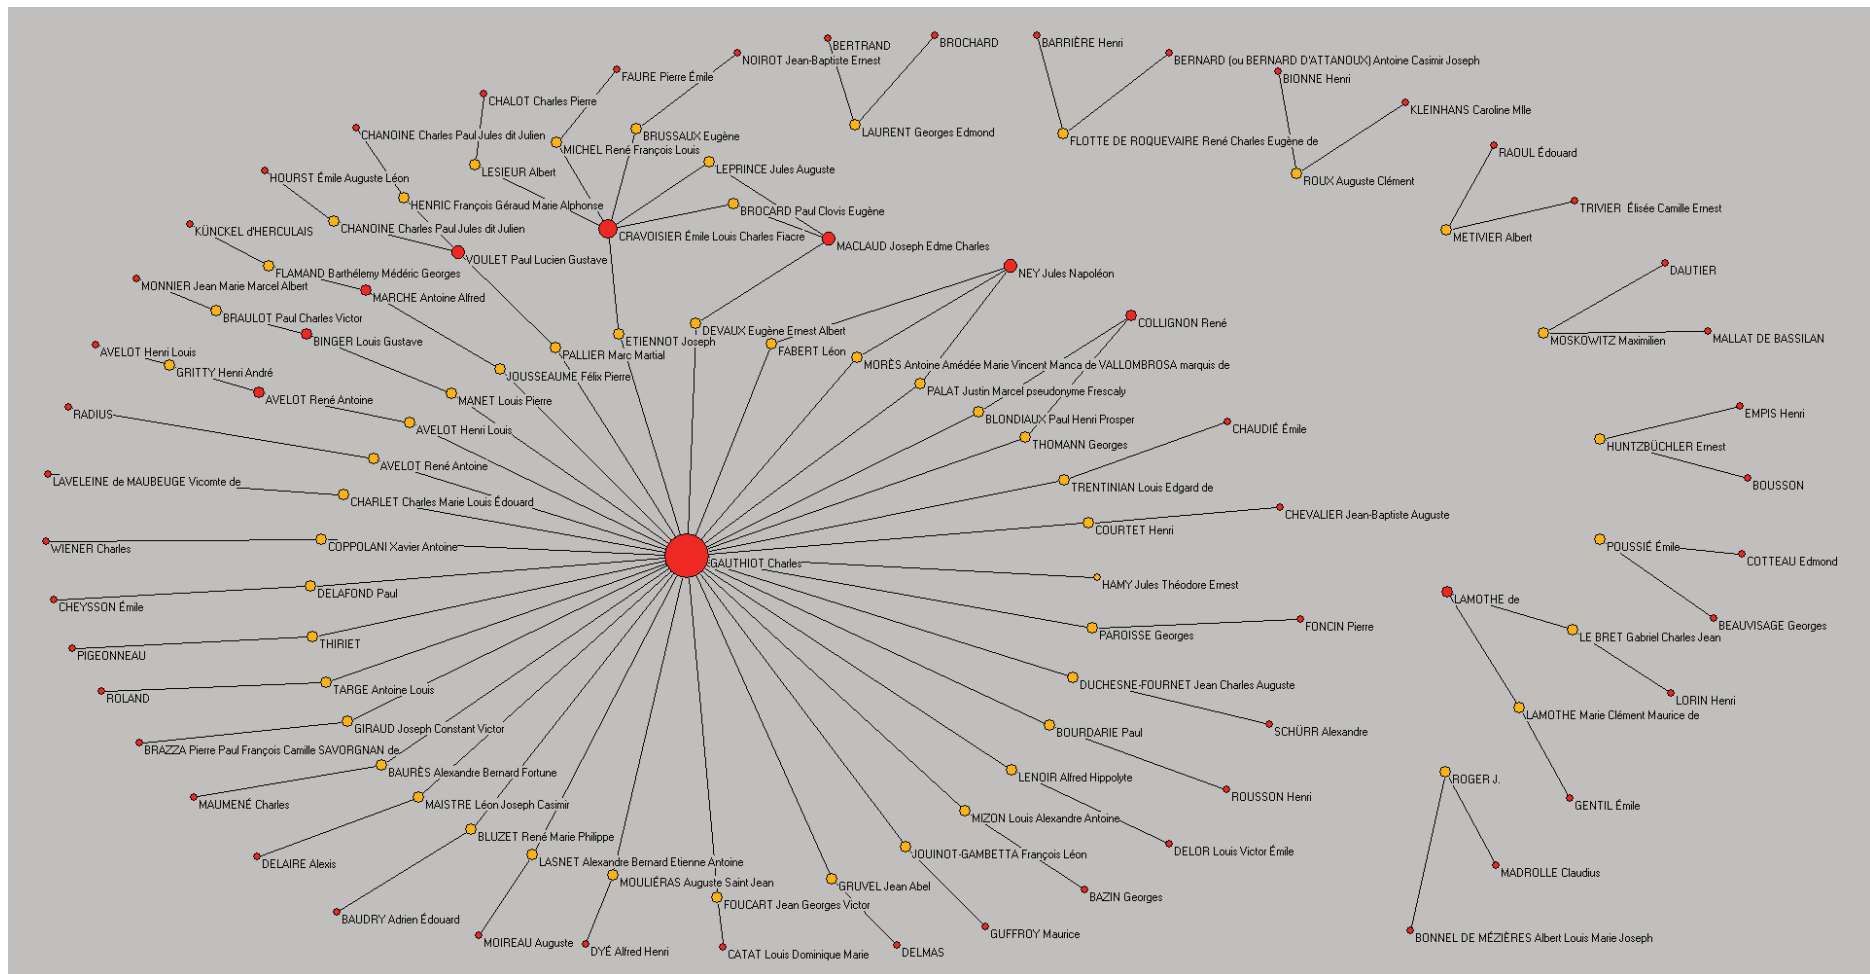 BERTRAND
BROCHARD
BARRIÈRE Henri
NOIROT Jean-Baptiste Ernest
BERNARD (ou BERNARD D'ATTANOUX) Antoine Casimir Joseph
FAURE Pierre Émile
BIONNE Henri
CHALOT Charles Pierre
KLEINHANS Caroline Mlle
CHANOINE Charles Paul Jules dit Julien
BRUSSAUX Eugène
LAURENT Georges Edmond
FLOTTE DE ROQUEVAIRE René Charles Eugène de
MICHEL René François Louis
RAOUL Édouard
LESIEUR Albert
LEPRINCE Jules Auguste
HOURST Émile Auguste Léon
ROUX Auguste Clément
HENRIC François Géraud Marie Alphonse
BROCARD Paul Clovis Eugène
TRIVIER Élisée Camille Ernest
KÜNCKEL d'HERCULAIS
CHANOINE Charles Paul Jules dit Julien
CRAVOISIER Émile Louis Charles Fiacre
METIVIER Albert
MACLAUD Joseph Edme Charles
VOULET Paul Lucien Gustave
FLAMAND Barthélemy Médéric Georges
NEY Jules Napoléon
DAUTIER
MONNIER Jean Marie Marcel Albert
MARCHE Antoine Alfred
BRAULOT Paul Charles Victor
COLLIGNON René
DEVAUX Eugène Ernest Albert
BINGER Louis Gustave
ETIENNOT Joseph
MOSKOWITZ Maximilien
MALLAT DE BASSILAN
AVELOT Henri Louis
PALLIER Marc Martial
FABERT Léon
MORÈS Antoine Amédée Marie Vincent Manca de VALLOMBROSA marquis de
GRITTY Henri André
JOUSSEAUME Félix Pierre
PALAT Justin Marcel pseudonyme Frescaly
AVELOT René Antoine
MANET Louis Pierre
RADIUS
EMPIS Henri
BLONDIAUX Paul Henri Prosper
AVELOT Henri Louis
CHAUDIÉ Émile
THOMANN Georges
HUNTZBÜCHLER Ernest
AVELOT René Antoine
LAVELEINE de MAUBEUGE Vicomte de
TRENTINIAN Louis Edgard de
BOUSSON
CHARLET Charles Marie Louis Édouard
CHEVALIER Jean-Baptiste Auguste
COURTET Henri
WIENER Charles
COPPOLANI Xavier Antoine
POUSSIÉ Émile
GAUTHIOT Charles
COTTEAU Edmond
HAMY Jules Théodore Ernest
DELAFOND Paul
LAMOTHE de
CHEYSSON Émile
FONCIN Pierre
BEAUVISAGE Georges
PAROISSE Georges
LE BRET Gabriel Charles Jean
THIRIET
PIGEONNEAU
DUCHESNE-FOURNET Jean Charles Auguste
TARGE Antoine Louis
ROLAND
LORIN Henri
LAMOTHE Marie Clément Maurice de
GIRAUD Joseph Constant Victor
BOURDARIE Paul
SCHÜRR Alexandre
BRAZZA Pierre Paul François Camille SAVORGNAN de
BAURÈS Alexandre Bernard Fortune
LENOIR Alfred Hippolyte
ROGER J.
ROUSSON Henri
MAUMENÉ Charles
MAISTRE Léon Joseph Casimir
GENTIL Émile
MIZON Louis Alexandre Antoine
BLUZET René Marie Philippe
DELOR Louis Victor Émile
JOUINOT-GAMBETTA François Léon
DELAIRE Alexis
LASNET Alexandre Bernard Etienne Antoine
MADROLLE Claudius
MOULIÉRAS Auguste Saint Jean
GRUVEL Jean Abel
BAZIN Georges
FOUCART Jean Georges Victor
BAUDRY Adrien Édouard
GUFFROY Maurice
BONNEL DE MÉZIÈRES Albert Louis Marie Joseph
MOIREAU Auguste
DYÉ Alfred Henri
DELMAS
CATAT Louis Dominique Marie